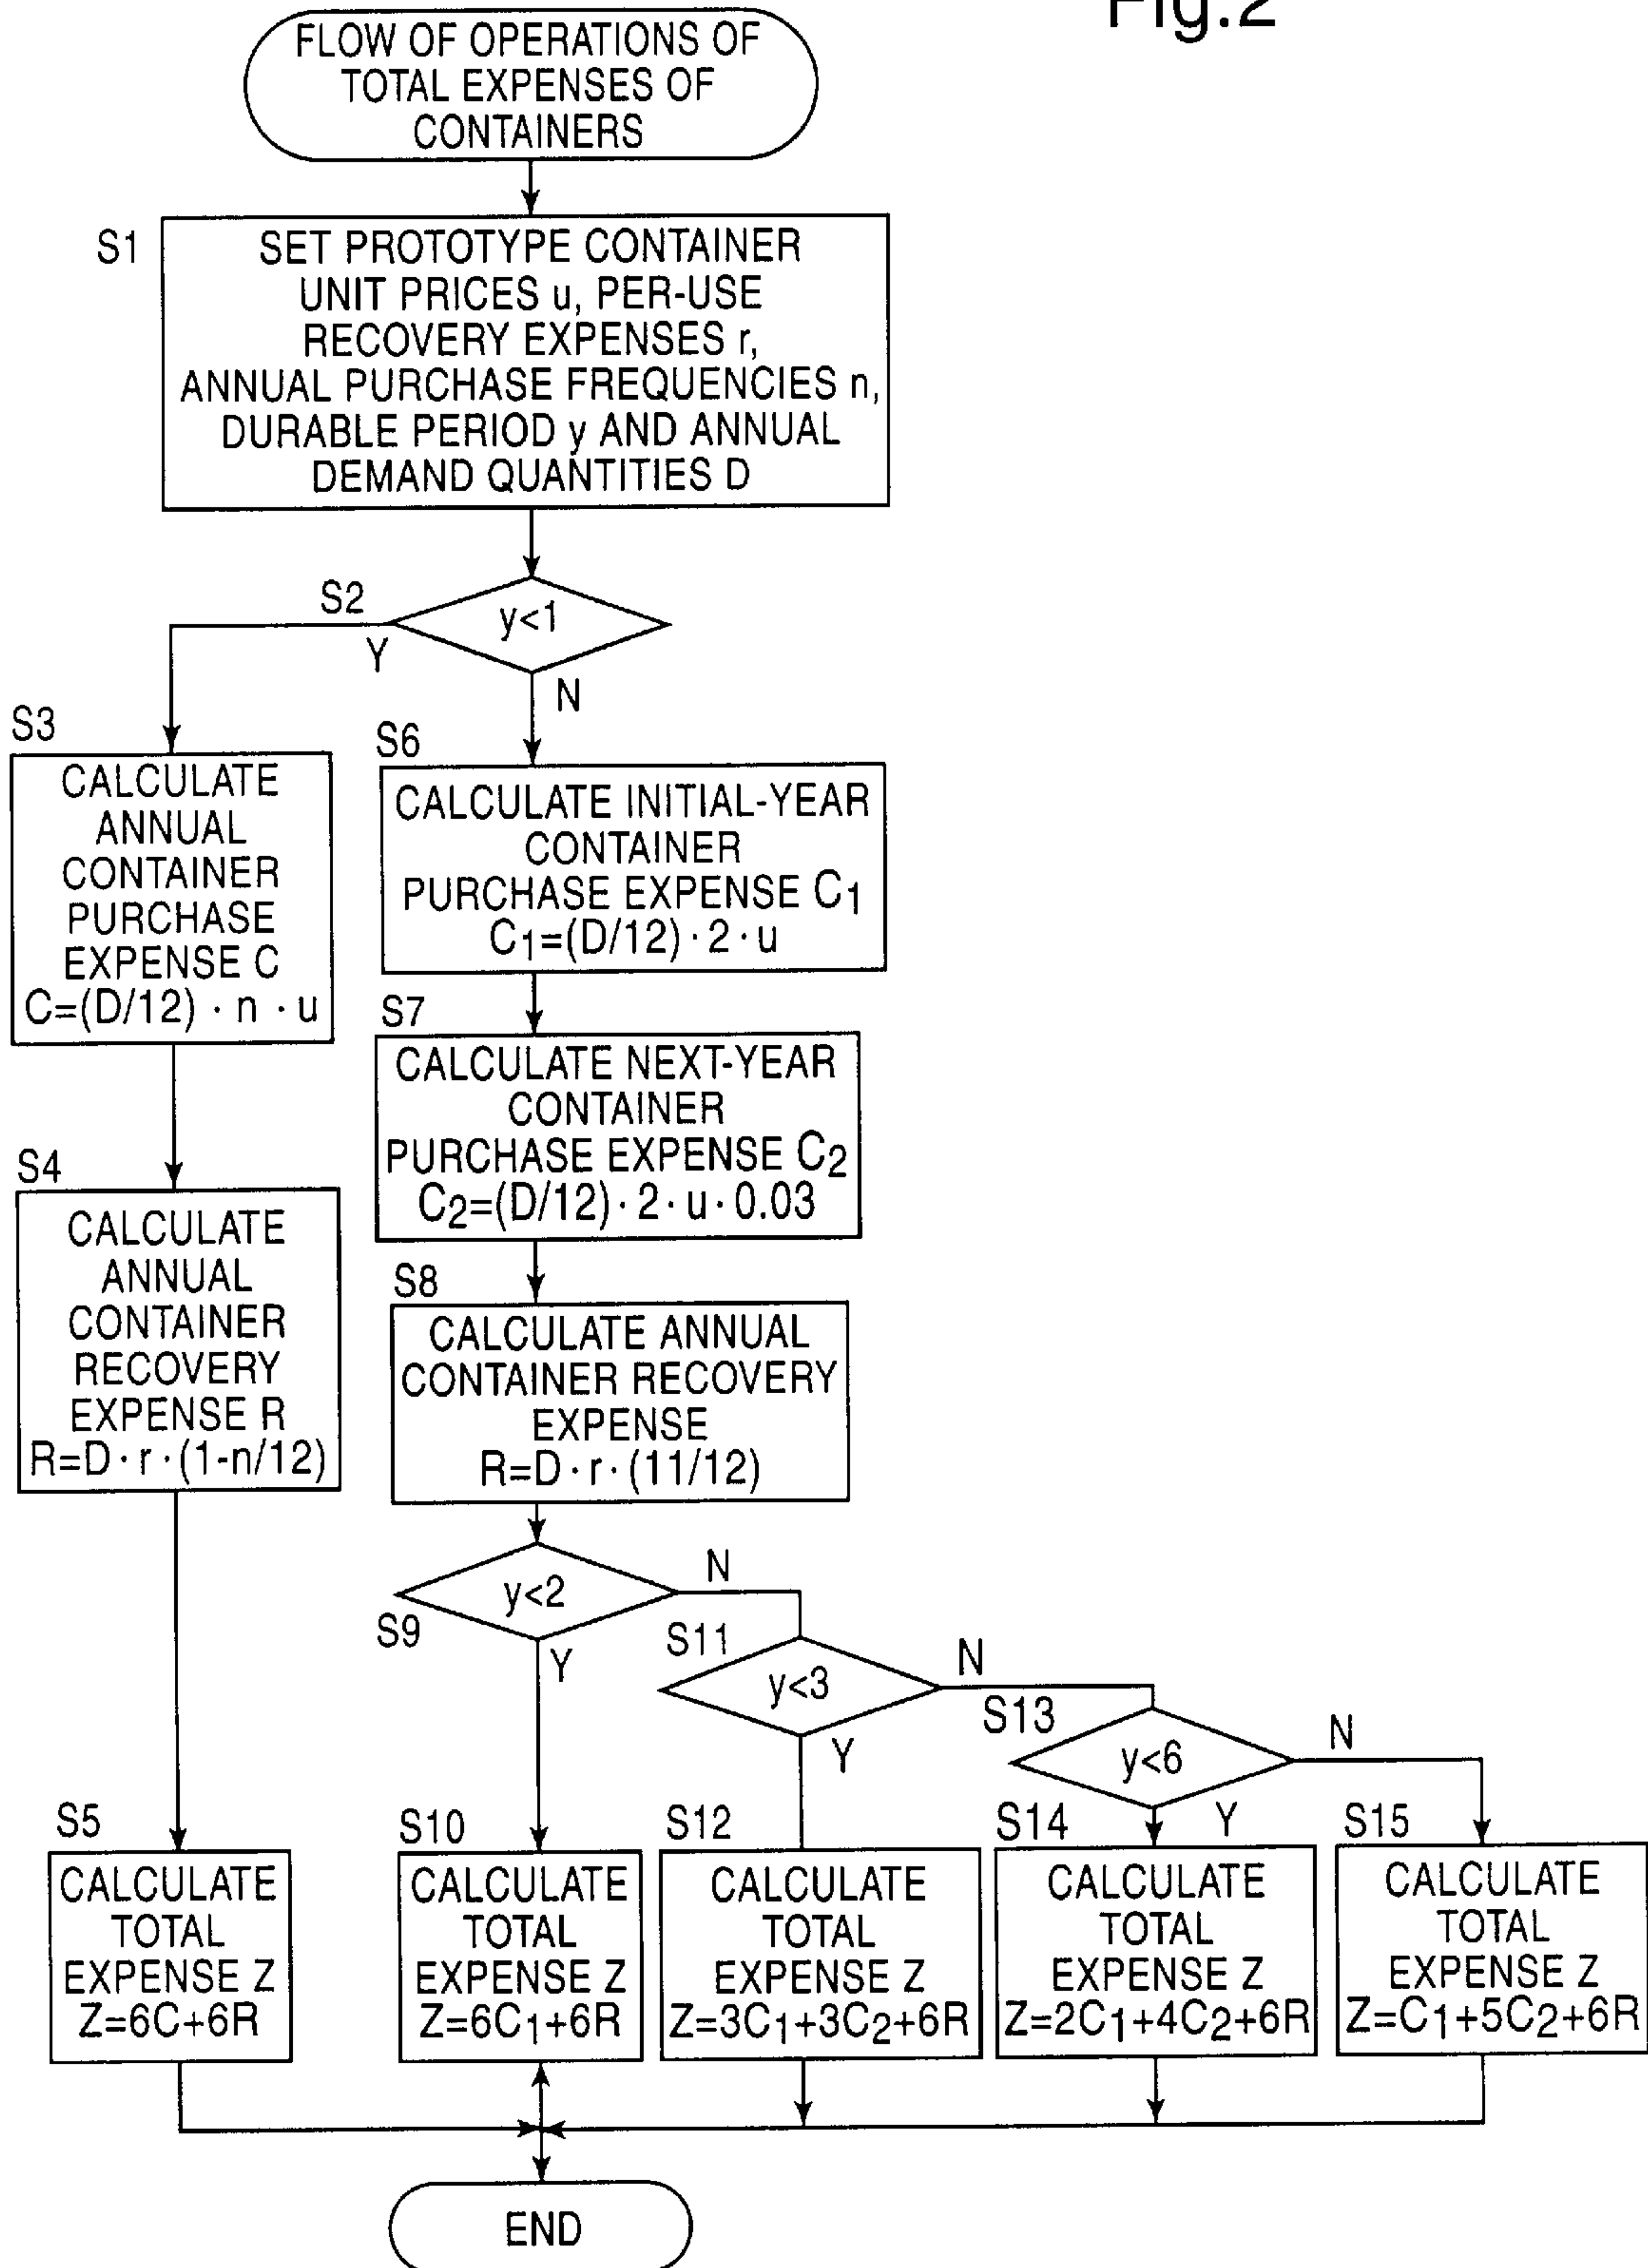 Fig.2
FLOW OF OPERATIONS OF
TOTAL EXPENSES OF
CONTAINERS
S1
SET PROTOTYPE CONTAINER
UNIT PRICES u, PER-USE
RECOVERY EXPENSES r,
ANNUAL PURCHASE FREQUENCIES n,
DURABLE PERIOD y AND ANNUAL
DEMAND QUANTITIES D
S2
y<1
Y
N
S3
CALCULATE
ANNUAL
CONTAINER
PURCHASE
EXPENSE C
C=(D/12) · n · u
S4
CALCULATE
ANNUAL
CONTAINER
RECOVERY
EXPENSE R
R=D · r · (1-n/12)
S6
CALCULATE INITIAL-YEAR
CONTAINER
PURCHASE EXPENSE C1
C1=(D/12) · 2 · u
S7
CALCULATE NEXT-YEAR
CONTAINER
PURCHASE EXPENSE C2
C2=(D/12) · 2 · u · 0.03
S8
CALCULATE ANNUAL
CONTAINER RECOVERY
EXPENSE
R=D · r · (11/12)
S9
y<2
N
Y
S11
y<3
N
Y
S13
y<6
N
Y
S5
CALCULATE
TOTAL
EXPENSE Z
Z=6C+6R
S10
CALCULATE
TOTAL
EXPENSE Z
Z=6C1+6R
S12
CALCULATE
TOTAL
EXPENSE Z
Z=3C1+3C2+6R
S14
CALCULATE
TOTAL
EXPENSE Z
Z=2C1+4C2+6R
S15
CALCULATE
TOTAL
EXPENSE Z
Z=C1+5C2+6R
END